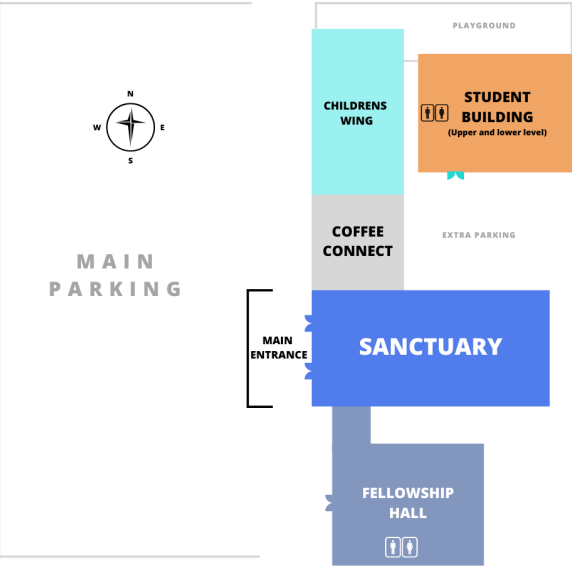 PLAYGROUND
N
W
E
S
CHILDRENS
WING
STUDENT
BUILDING
(Upper and lower level)
COFFEE
CONNECT
EXTRA PARKING
MAIN
PARKING
MAIN
ENTRANCE
SANCTUARY
FELLOWSHIP
HALL